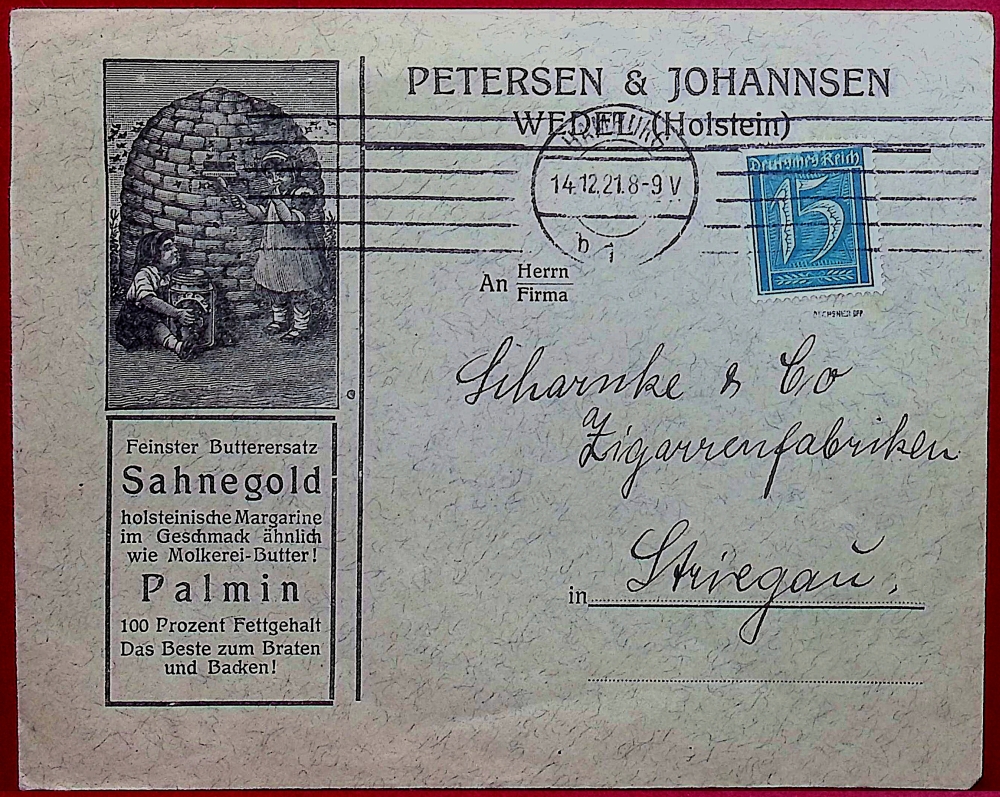 PETERSEN & JOHANNSEN
WEDEL (Holstein)
14.12.21.8-9 V
b 1
Deutsches Reich
15
An Herrn
Firma
Scharnke & Co
Zigarrenfabriken
in Striegau.
Feinster Butterersatz
Sahnegold
holsteinische Margarine
im Geschmack ähnlich
wie Molkerei-Butter!
Palmin
100 Prozent Fettgehalt
Das Beste zum Braten
und Backen!